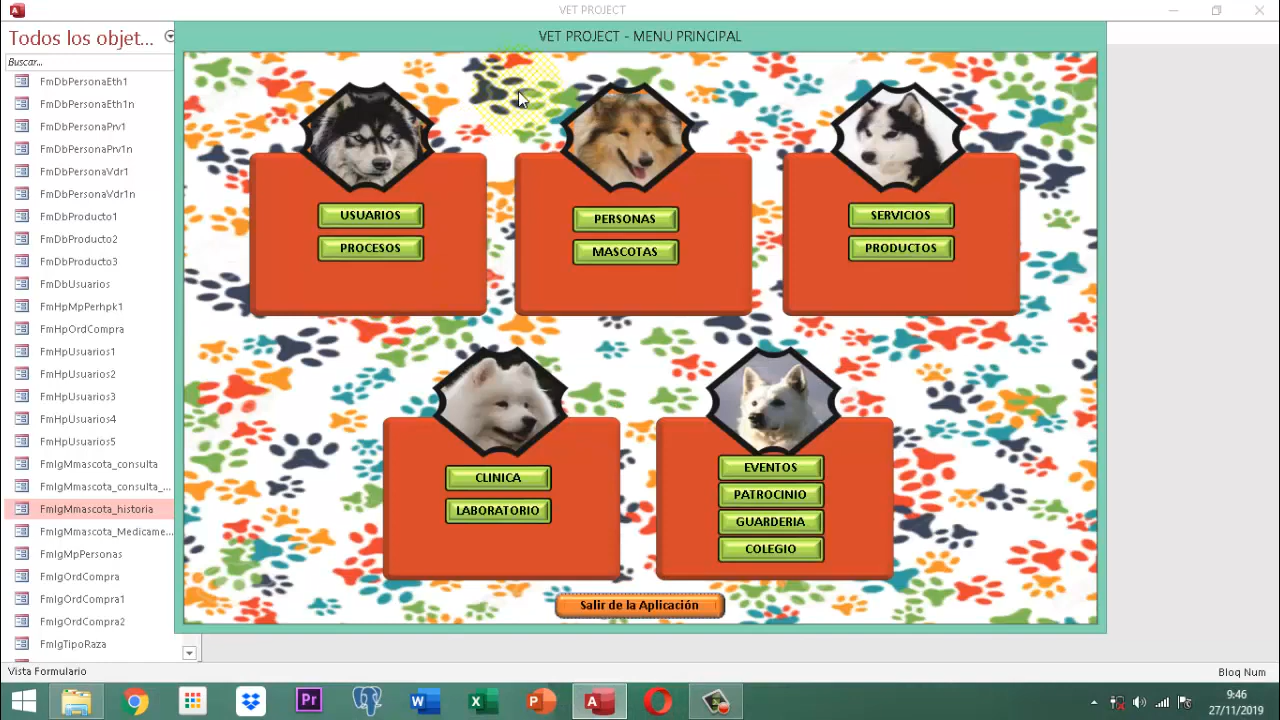 VET PROJECT
Todos los objet...
VET PROJECT - MENU PRINCIPAL
Buscar...
FmDbPersonaEth1
FmDbPersonaEth1n
FmDbPersonaPrv1
FmDbPersonaPrv1n
FmDbPersonaVdr1
FmDbPersonaVdr1n
FmDbProducto1
FmDbProducto2
FmDbProducto3
FmDbUsuarios
FmHpMpPerhpk1
FmHpOrdCompra
FmHpUsuarios1
FmHpUsuarios2
FmHpUsuarios3
FmHpUsuarios4
FmHpUsuarios5
FmIgMmascota_consulta
FmIgMmascota_consulta_...
FmIgMmascota_historia
FmIgMmascota_Medicame...
FmIgMpPersonas
FmIgOrdCompra
FmIgOrdCompra1
FmIgOrdCompra2
FmIgTipoRaza
USUARIOS
PROCESOS
PERSONAS
MASCOTAS
SERVICIOS
PRODUCTOS
CLINICA
LABORATORIO
EVENTOS
PATROCINIO
GUARDERIA
COLEGIO
Salir de la Aplicación
Vista Formulario
Bloq Num
9:46
27/11/2019